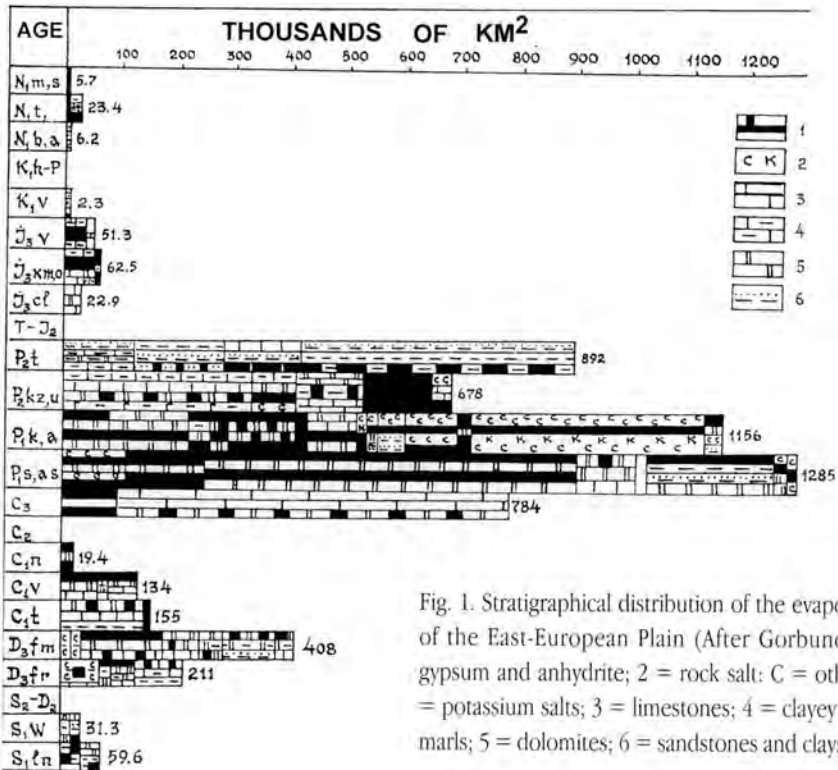 AGE
THOUSANDS OF KM²
100 200 300 400 500 600 700 800 900 1000 1100 1200
N₁m,s 5.7
N₁t, 23.4
N₁b,a 6.2
K₁h-P
K₁v 2.3
J₃v 51.3
J₃kmo 62.5
J₃cl 22.9
T-J₂
P₂t 892
P₂kz,u 678
P₁k,a 1156
P₁s,as 1285
C₃ 784
C₂
C₁n 19.4
C₁v 134
C₁t 155
D₃fm 408
D₃fr 211
S₂-D₂
S₁W 31.3
S₁ln 59.6
1
C K 2
3
4
5
6
Fig. 1. Stratigraphical distribution of the evapo
of the East-European Plain (After Gorbuno
gypsum and anhydrite; 2 = rock salt: C = oth
= potassium salts; 3 = limestones; 4 = clayey
marls; 5 = dolomites; 6 = sandstones and clay